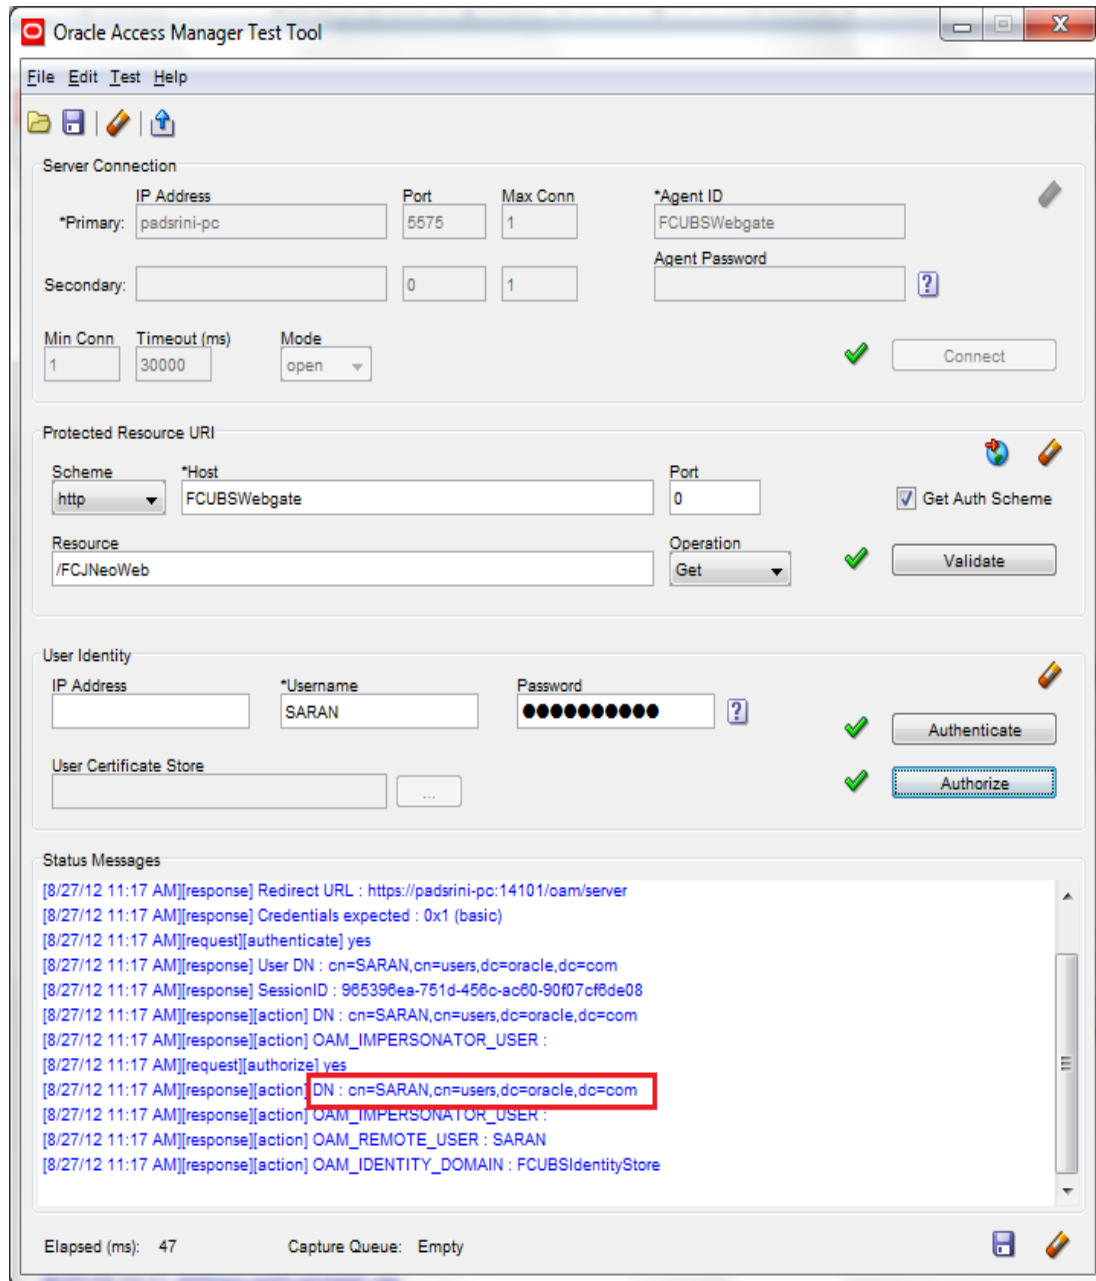 Oracle Access Manager Test Tool
File Edit Test Help
Server Connection
IP Address Port Max Conn *Agent ID
*Primary: padsrini-pc 5575 1 FCUBSWebgate
Agent Password
Secondary: 0 1
Min Conn Timeout (ms) Mode
1 30000 open Connect
Protected Resource URI
Scheme *Host Port
http FCUBSWebgate 0 Get Auth Scheme
Resource Operation
/FCJNeoWeb Get Validate
User Identity
IP Address *Username Password
SARAN ●●●●●●●●●●
Authenticate
User Certificate Store
... Authorize
Status Messages
[8/27/12 11:17 AM][response] Redirect URL : https://padsrini-pc:14101/oam/server
[8/27/12 11:17 AM][response] Credentials expected : 0x1 (basic)
[8/27/12 11:17 AM][request][authenticate] yes
[8/27/12 11:17 AM][response] User DN : cn=SARAN,cn=users,dc=oracle,dc=com
[8/27/12 11:17 AM][response] SessionID : 965396ea-751d-456c-ac60-90f07cf6de08
[8/27/12 11:17 AM][response][action] DN : cn=SARAN,cn=users,dc=oracle,dc=com
[8/27/12 11:17 AM][response][action] OAM_IMPERSONATOR_USER :
[8/27/12 11:17 AM][request][authorize] yes
[8/27/12 11:17 AM][response][action] DN : cn=SARAN,cn=users,dc=oracle,dc=com
[8/27/12 11:17 AM][response][action] OAM_IMPERSONATOR_USER :
[8/27/12 11:17 AM][response][action] OAM_REMOTE_USER : SARAN
[8/27/12 11:17 AM][response][action] OAM_IDENTITY_DOMAIN : FCUBSIdentityStore
Elapsed (ms): 47 Capture Queue: Empty